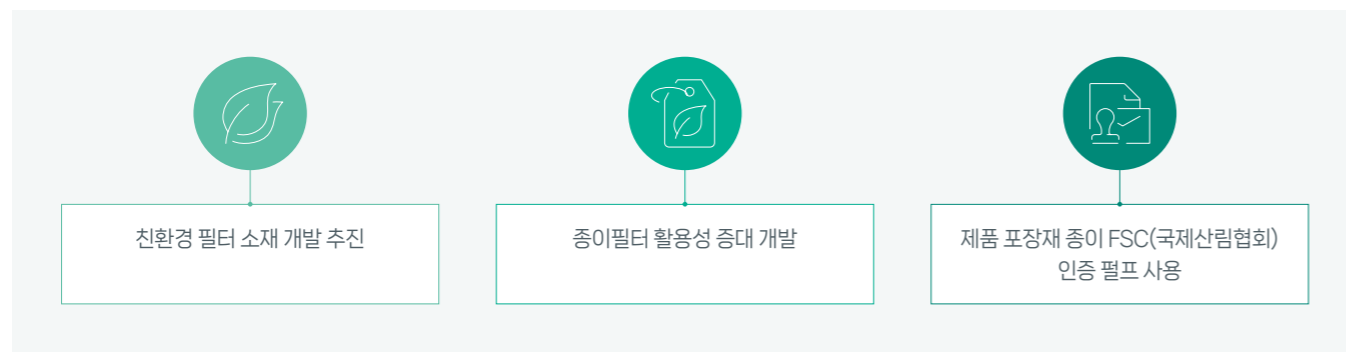 친환경 필터 소재 개발 추진
종이필터 활용성 증대 개발
제품 포장재 종이 FSC(국제산림협회)
인증 펄프 사용